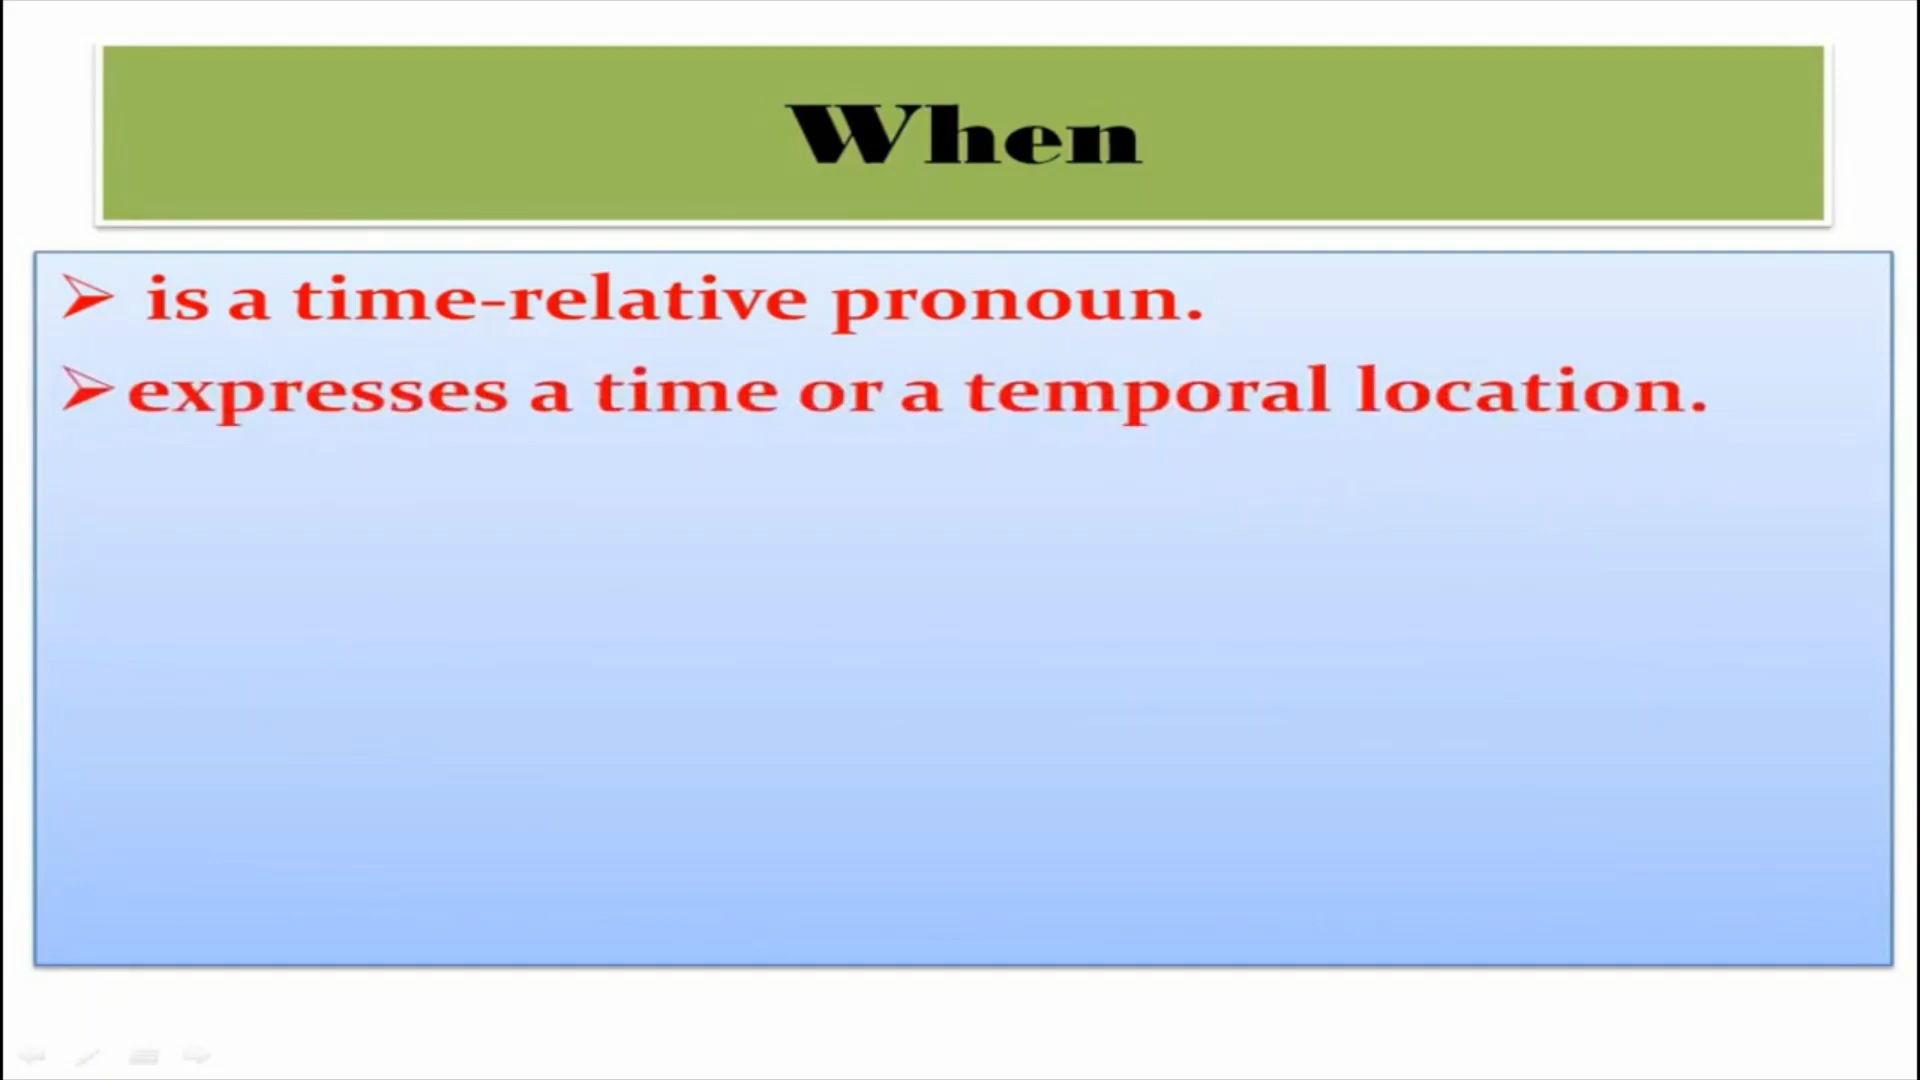 When
is a time-relative pronoun.
expresses a time or a temporal location.